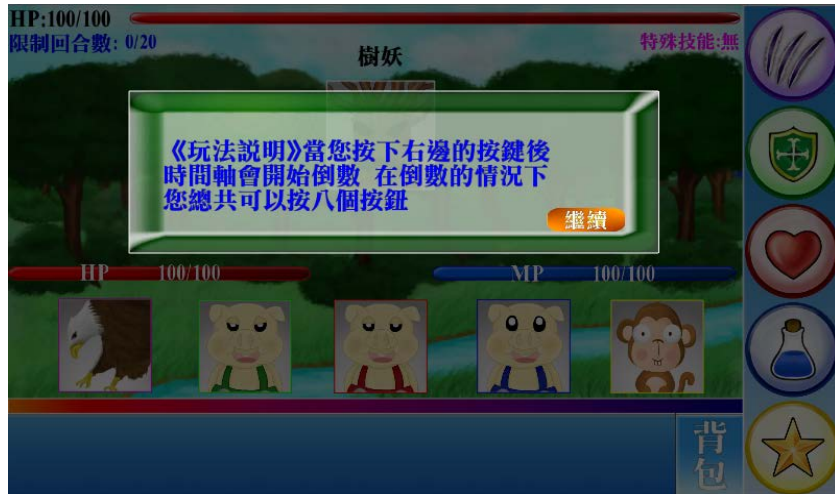 HP:100/100
限制回合數: 0/20
特殊技能:無
樹妖
《玩法説明》當您按下右邊的按鍵後
時間軸會開始倒數 在倒數的情況下
您總共可以按八個按鈕
繼續
HP 100/100
MP 100/100
背包